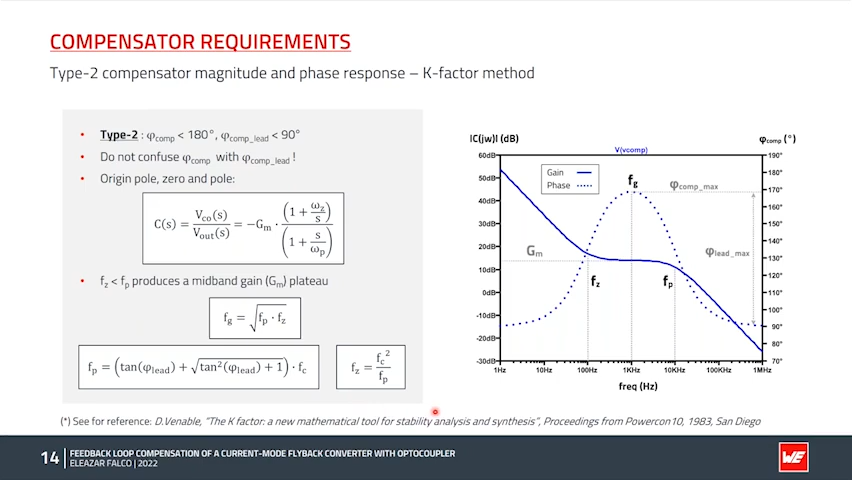 COMPENSATOR REQUIREMENTS
Type-2 compensator magnitude and phase response – K-factor method
• Type-2 : φcomp < 180°, φcomp_lead < 90°
• Do not confuse φcomp with φcomp_lead !
• Origin pole, zero and pole:
C(s) = Vco(s) / Vout(s) = −Gm · (1 + ωz/s) / (1 + s/ωp)
• fz < fp produces a midband gain (Gm) plateau
fg = √(fp · fz)
fp = (tan(φlead) + √(tan²(φlead) + 1)) · fc
fz = fc² / fp
|C(jw)| (dB)
φcomp (°)
V(vcomp)
60dB
50dB
40dB
30dB
20dB
10dB
0dB
-10dB
-20dB
-30dB
190°
180°
170°
160°
150°
140°
130°
120°
110°
100°
90°
80°
70°
Gain
Phase
fg
φcomp_max
φlead_max
Gm
fz
fp
1Hz 10Hz 100Hz 1KHz 10KHz 100KHz 1MHz
freq (Hz)
(*) See for reference: D.Venable, "The K factor: a new mathematical tool for stability analysis and synthesis", Proceedings from Powercon10, 1983, San Diego
14
FEEDBACK LOOP COMPENSATION OF A CURRENT-MODE FLYBACK CONVERTER WITH OPTOCOUPLER
ELEAZAR FALCO | 2022
WE